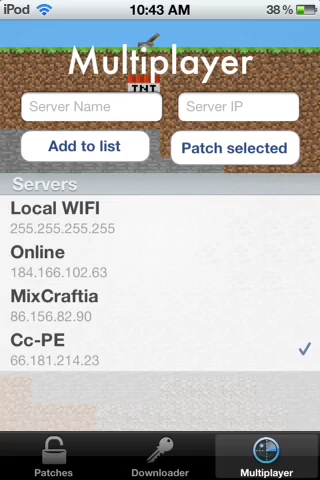 iPod 10:43 AM 38 %
Multiplayer
TNT
Server Name Server IP
Add to list Patch selected
Servers
Local WIFI
255.255.255.255
Online
184.166.102.63
MixCraftia
86.156.82.90
Cc-PE
66.181.214.23
Patches Downloader Multiplayer